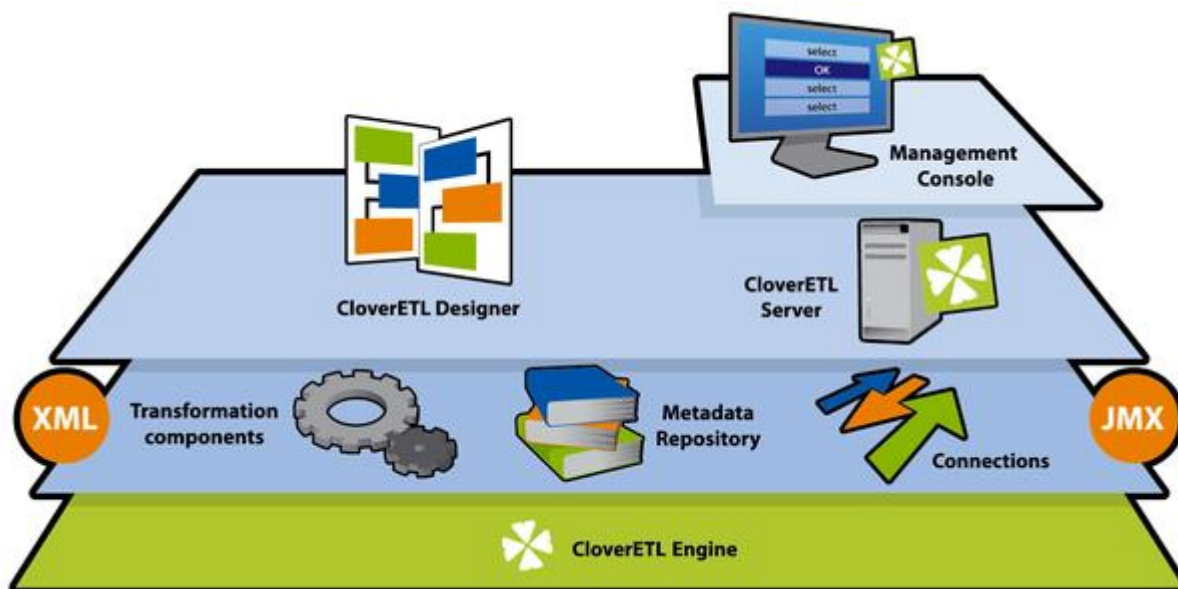 select
OK
select
select
Management
Console
CloverETL Designer
CloverETL
Server
XML
Transformation
components
Metadata
Repository
Connections
JMX
CloverETL Engine